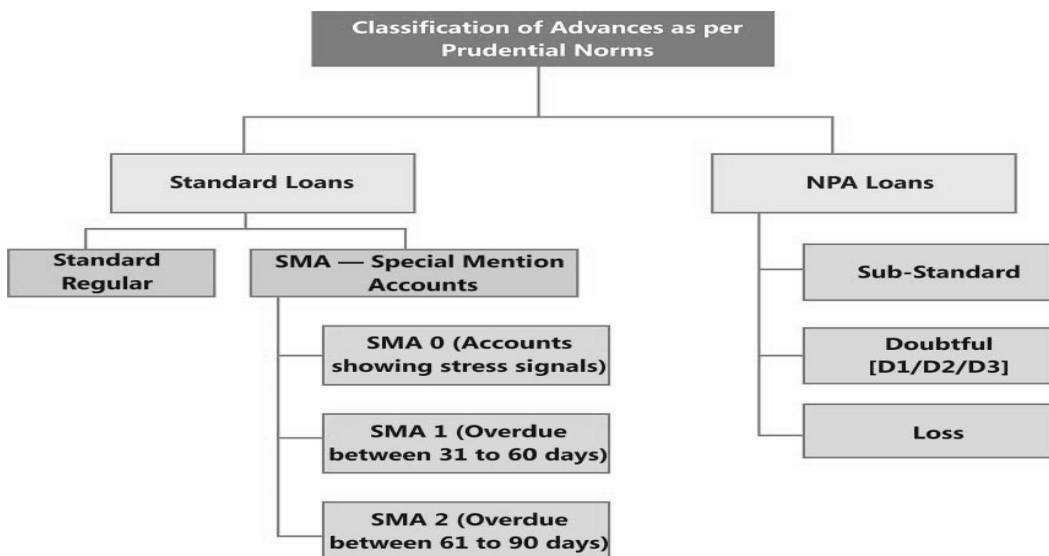 Classification of Advances as per
Prudential Norms
Standard Loans
NPA Loans
Standard
Regular
SMA — Special Mention
Accounts
SMA 0 (Accounts
showing stress signals)
SMA 1 (Overdue
between 31 to 60 days)
SMA 2 (Overdue
between 61 to 90 days)
Sub-Standard
Doubtful
[D1/D2/D3]
Loss